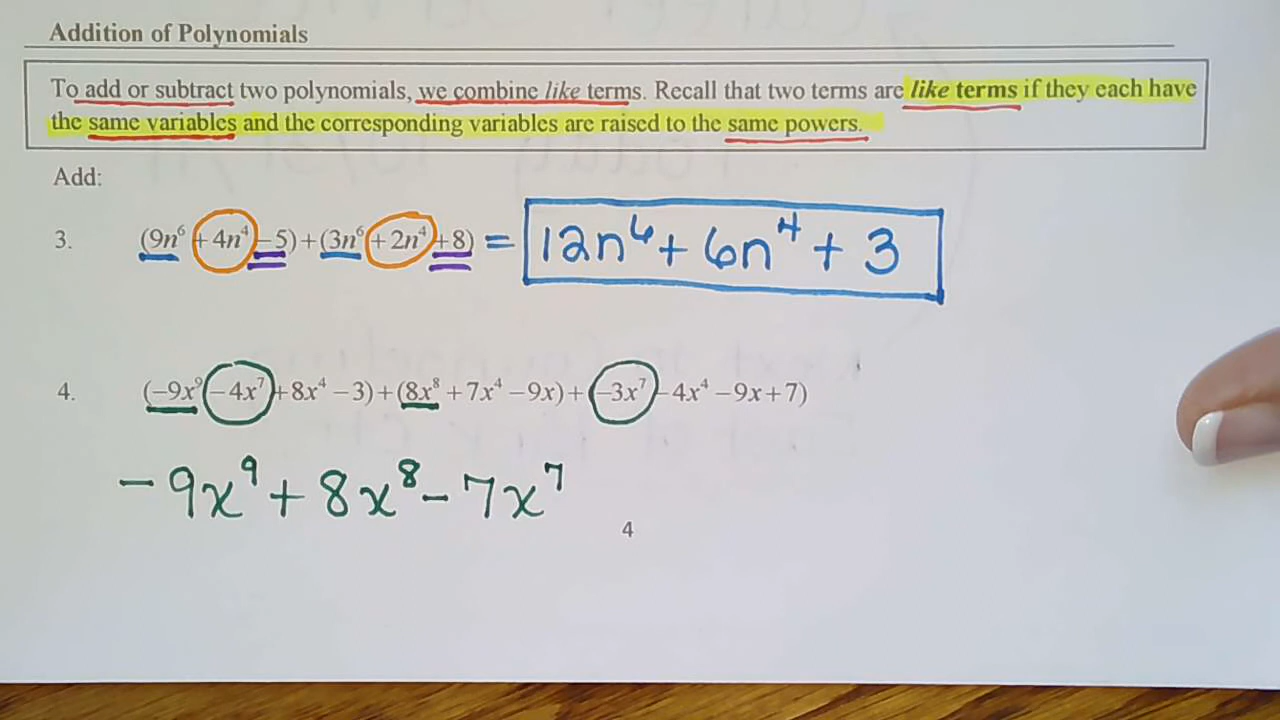 Addition of Polynomials
To add or subtract two polynomials, we combine like terms. Recall that two terms are like terms if they each have
the same variables and the corresponding variables are raised to the same powers.
Add:
3. (9n⁶ + 4n⁴ − 5) + (3n⁶ + 2n⁴ + 8) = 12n⁶ + 6n⁴ + 3
4. (−9x⁹ − 4x⁷ + 8x⁴ − 3) + (8x⁸ + 7x⁴ − 9x) + (−3x⁷ − 4x⁴ − 9x + 7)
− 9x⁹ + 8x⁸ − 7x⁷
4